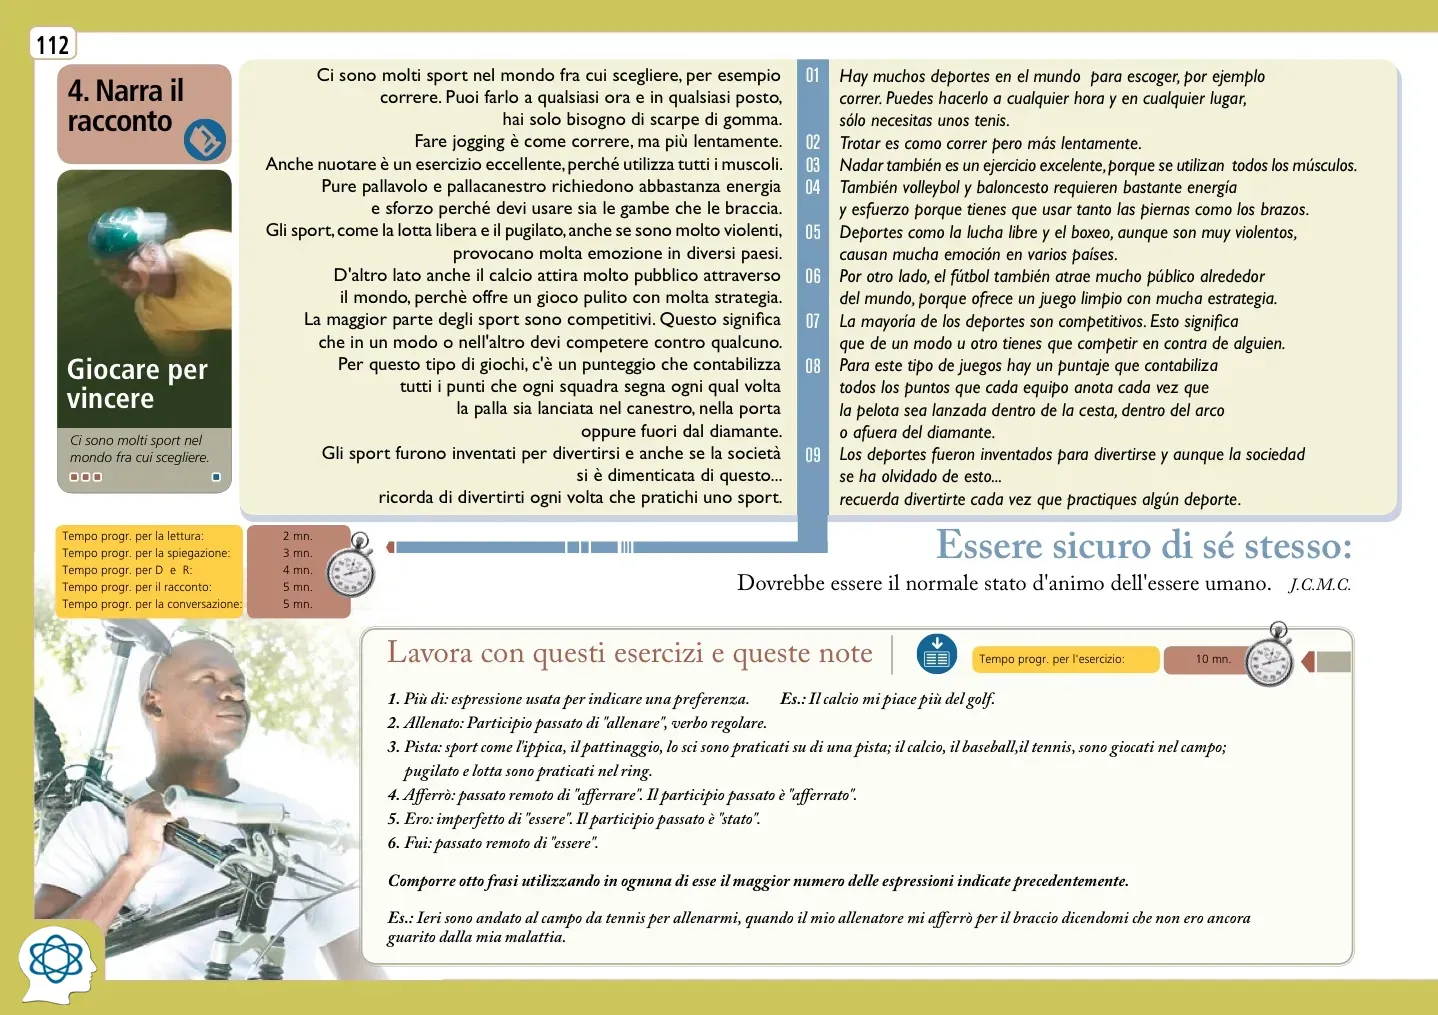 112
4. Narra il
racconto
Giocare per
vincere
Ci sono molti sport nel
mondo fra cui scegliere.
Ci sono molti sport nel mondo fra cui scegliere, per esempio
correre. Puoi farlo a qualsiasi ora e in qualsiasi posto,
hai solo bisogno di scarpe di gomma.
Fare jogging è come correre, ma più lentamente.
Anche nuotare è un esercizio eccellente, perché utilizza tutti i muscoli.
Pure pallavolo e pallacanestro richiedono abbastanza energia
e sforzo perché devi usare sia le gambe che le braccia.
Gli sport, come la lotta libera e il pugilato, anche se sono molto violenti,
provocano molta emozione in diversi paesi.
D'altro lato anche il calcio attira molto pubblico attraverso
il mondo, perchè offre un gioco pulito con molta strategia.
La maggior parte degli sport sono competitivi. Questo significa
che in un modo o nell'altro devi competere contro qualcuno.
Per questo tipo di giochi, c'è un punteggio che contabilizza
tutti i punti che ogni squadra segna ogni qual volta
la palla sia lanciata nel canestro, nella porta
oppure fuori dal diamante.
Gli sport furono inventati per divertirsi e anche se la società
si è dimenticata di questo...
ricorda di divertirti ogni volta che pratichi uno sport.
01 Hay muchos deportes en el mundo para escoger, por ejemplo
correr. Puedes hacerlo a cualquier hora y en cualquier lugar,
sólo necesitas unos tenis.
02 Trotar es como correr pero más lentamente.
03 Nadar también es un ejercicio excelente, porque se utilizan todos los músculos.
04 También volleybol y baloncesto requieren bastante energía
y esfuerzo porque tienes que usar tanto las piernas como los brazos.
05 Deportes como la lucha libre y el boxeo, aunque son muy violentos,
causan mucha emoción en varios países.
06 Por otro lado, el fútbol también atrae mucho público alrededor
del mundo, porque ofrece un juego limpio con mucha estrategia.
07 La mayoría de los deportes son competitivos. Esto significa
que de un modo u otro tienes que competir en contra de alguien.
08 Para este tipo de juegos hay un puntaje que contabiliza
todos los puntos que cada equipo anota cada vez que
la pelota sea lanzada dentro de la cesta, dentro del arco
o afuera del diamante.
09 Los deportes fueron inventados para divertirse y aunque la sociedad
se ha olvidado de esto...
recuerda divertirte cada vez que practiques algún deporte.
Tempo progr. per la lettura: 2 mn.
Tempo progr. per la spiegazione: 3 mn.
Tempo progr. per D e R: 4 mn.
Tempo progr. per il racconto: 5 mn.
Tempo progr. per la conversazione: 5 mn.
Essere sicuro di sé stesso:
Dovrebbe essere il normale stato d'animo dell'essere umano. J.C.M.C.
Lavora con questi esercizi e queste note
Tempo progr. per l'esercizio: 10 mn.
1. Più di: espressione usata per indicare una preferenza. Es.: Il calcio mi piace più del golf.
2. Allenato: Participio passato di "allenare", verbo regolare.
3. Pista: sport come l'ippica, il pattinaggio, lo sci sono praticati su di una pista; il calcio, il baseball,il tennis, sono giocati nel campo;
pugilato e lotta sono praticati nel ring.
4. Afferrò: passato remoto di "afferrare". Il participio passato è "afferrato".
5. Ero: imperfetto di "essere". Il participio passato è "stato".
6. Fui: passato remoto di "essere".
Comporre otto frasi utilizzando in ognuna di esse il maggior numero delle espressioni indicate precedentemente.
Es.: Ieri sono andato al campo da tennis per allenarmi, quando il mio allenatore mi afferrò per il braccio dicendomi che non ero ancora
guarito dalla mia malattia.